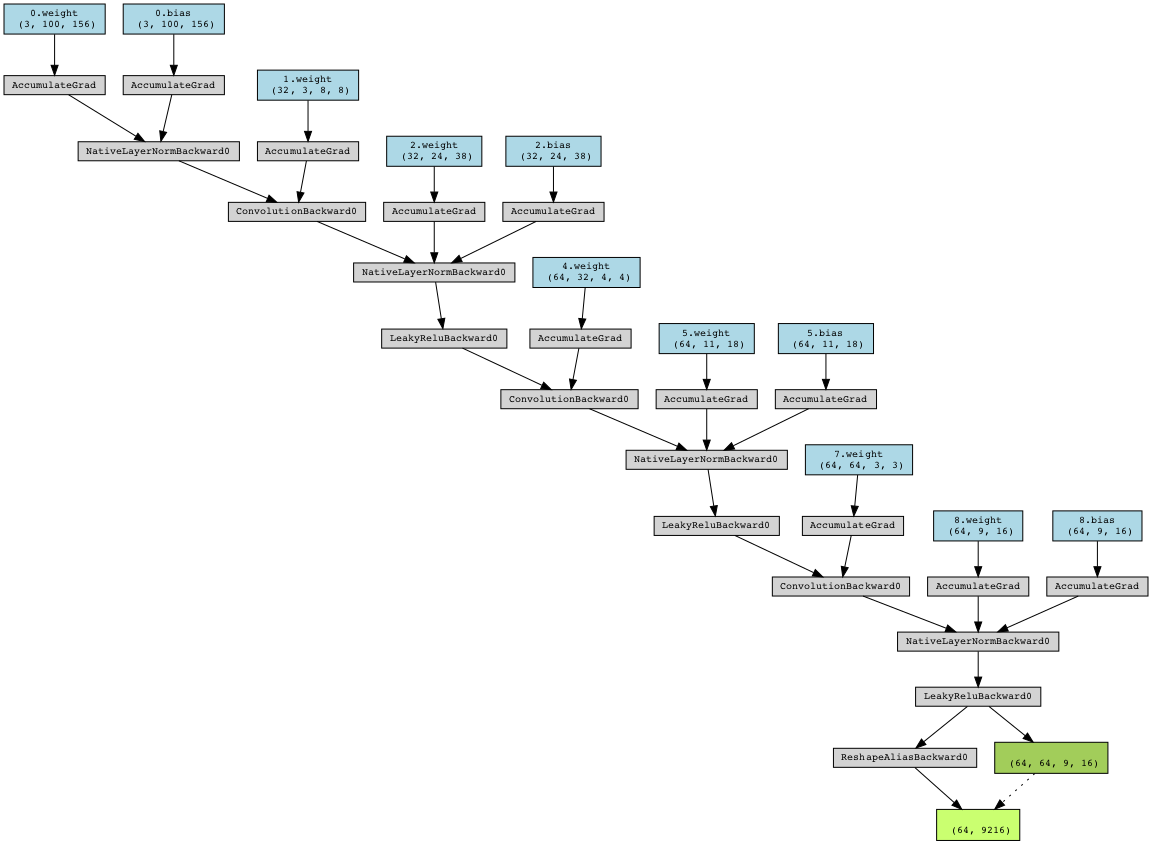 0.weight
(3, 100, 156)
0.bias
(3, 100, 156)
AccumulateGrad
AccumulateGrad
1.weight
(32, 3, 8, 8)
NativeLayerNormBackward0
AccumulateGrad
2.weight
(32, 24, 38)
2.bias
(32, 24, 38)
ConvolutionBackward0
AccumulateGrad
AccumulateGrad
NativeLayerNormBackward0
4.weight
(64, 32, 4, 4)
LeakyReluBackward0
AccumulateGrad
5.weight
(64, 11, 18)
5.bias
(64, 11, 18)
ConvolutionBackward0
AccumulateGrad
AccumulateGrad
NativeLayerNormBackward0
7.weight
(64, 64, 3, 3)
LeakyReluBackward0
AccumulateGrad
8.weight
(64, 9, 16)
8.bias
(64, 9, 16)
ConvolutionBackward0
AccumulateGrad
AccumulateGrad
NativeLayerNormBackward0
LeakyReluBackward0
ReshapeAliasBackward0
(64, 64, 9, 16)
(64, 9216)